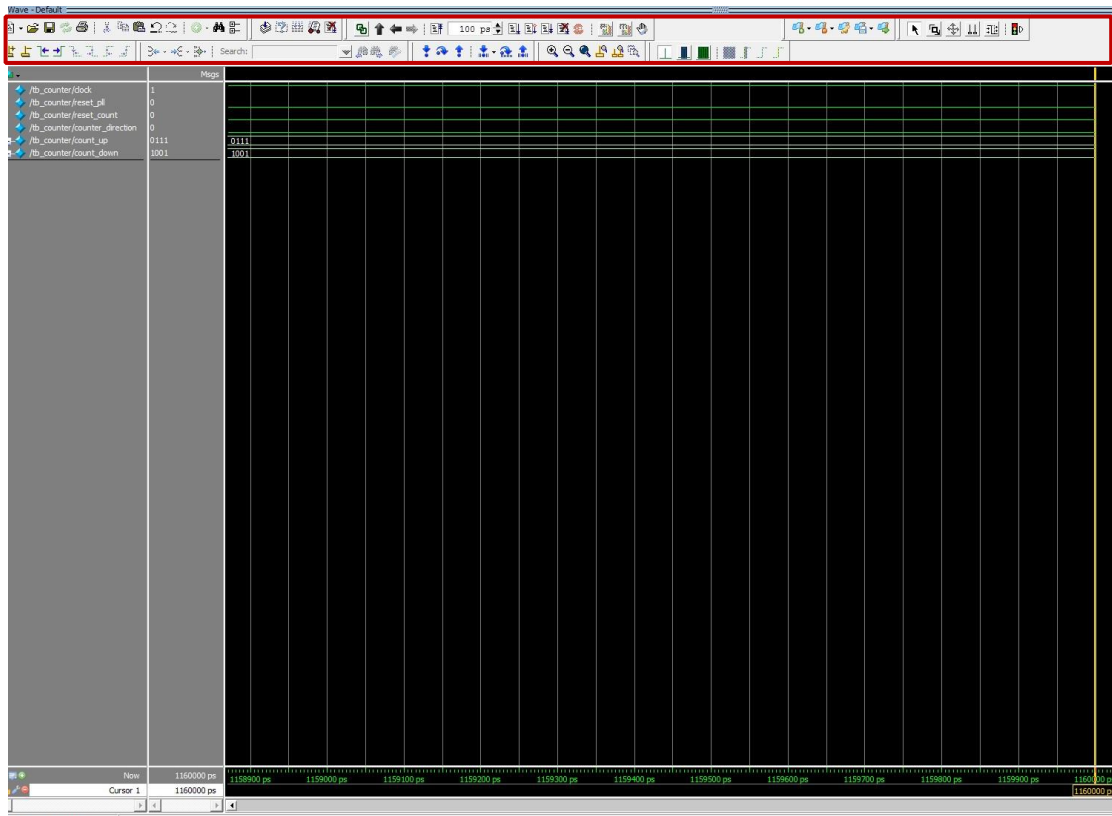 Wave - Default
100 ps
Search:
Msgs
/tb_counter/clock 1
/tb_counter/reset_pll 0
/tb_counter/reset_count 0
/tb_counter/counter_direction 0
/tb_counter/count_up 0111 0111
/tb_counter/count_down 1001 1001
Now 1160000 ps 1158900 ps 1159000 ps 1159100 ps 1159200 ps 1159300 ps 1159400 ps 1159500 ps 1159600 ps 1159700 ps 1159800 ps 1159900 ps 1160000 p
Cursor 1 1160000 ps 1160000 p